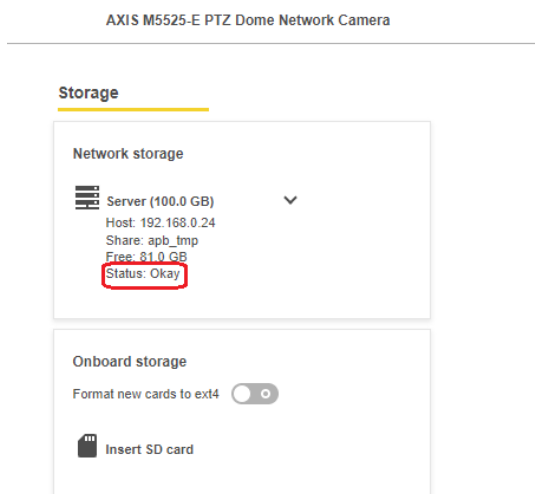 AXIS M5525-E PTZ Dome Network Camera
Storage
Network storage
Server (100.0 GB)
Host: 192.168.0.24
Share: apb_tmp
Free: 81.0 GB
Status: Okay
Onboard storage
Format new cards to ext4
Insert SD card